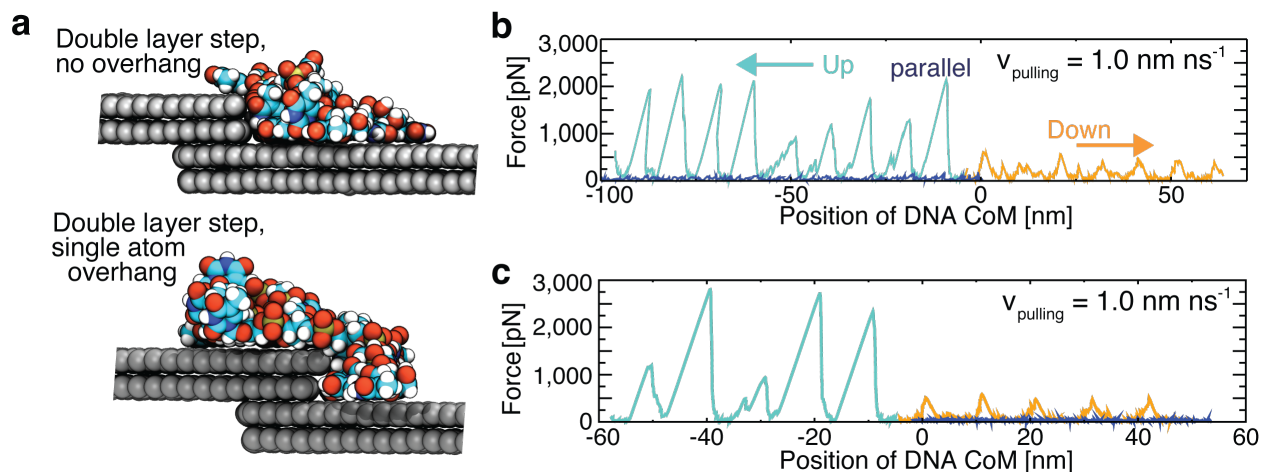 a
Double layer step,
no overhang
Double layer step,
single atom
overhang
b
3,000
2,000
1,000
0
Force [pN]
Up
parallel
v_pulling = 1.0 nm ns⁻¹
Down
-100
-50
0
50
Position of DNA CoM [nm]
c
3,000
2,000
1,000
0
Force [pN]
v_pulling = 1.0 nm ns⁻¹
-60
-40
-20
0
20
40
60
Position of DNA CoM [nm]